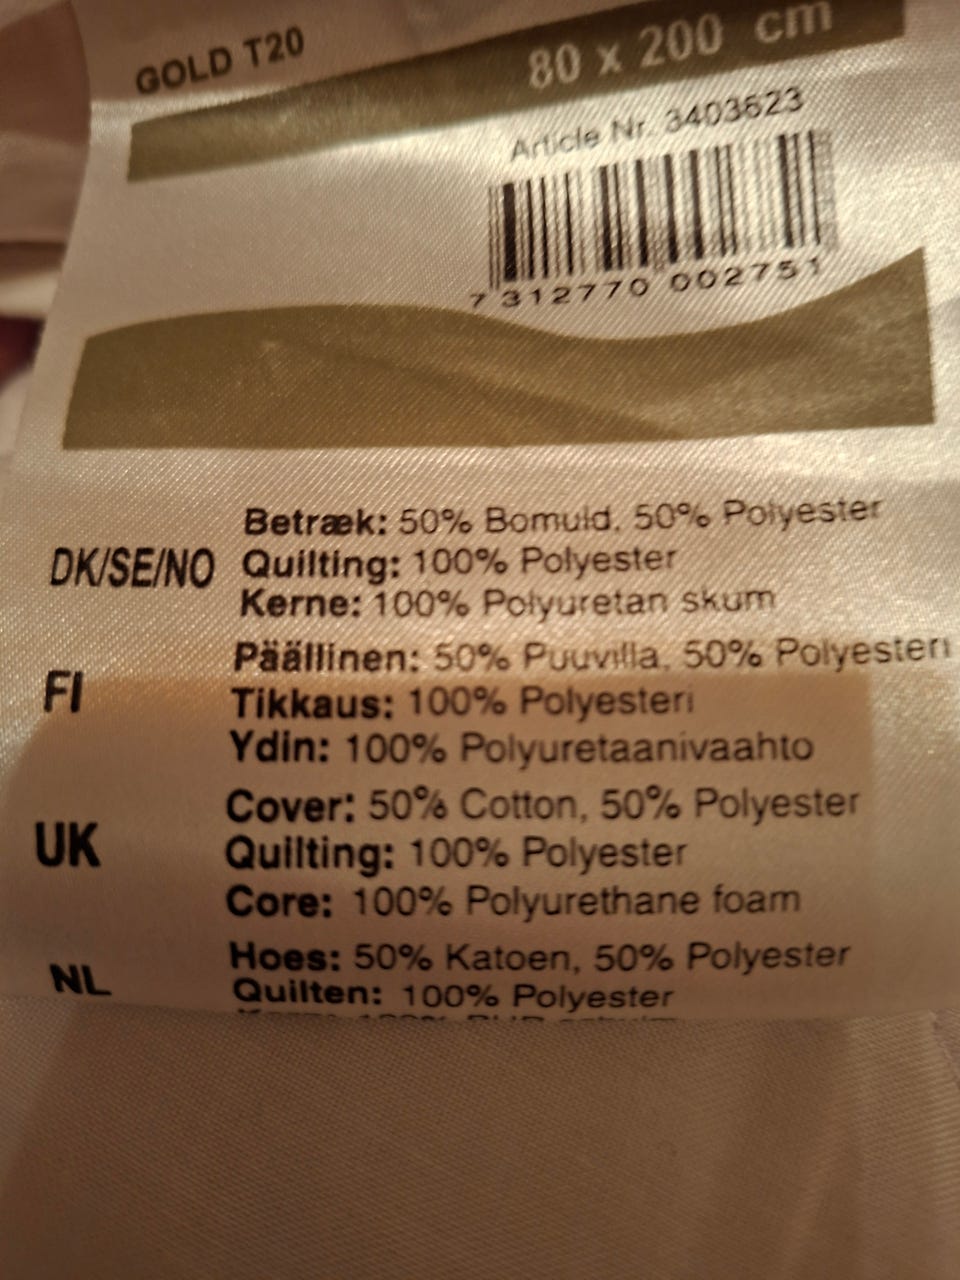 GOLD T20
80 x 200 cm
Article Nr. 3403623
7 312770 002751
DK/SE/NO
Betræk: 50% Bomuld, 50% Polyester
Quilting: 100% Polyester
Kerne: 100% Polyuretan skum
FI
Päällinen: 50% Puuvilla, 50% Polyesteri
Tikkaus: 100% Polyesteri
Ydin: 100% Polyuretaanivaahto
UK
Cover: 50% Cotton, 50% Polyester
Quilting: 100% Polyester
Core: 100% Polyurethane foam
NL
Hoes: 50% Katoen, 50% Polyester
Quilten: 100% Polyester